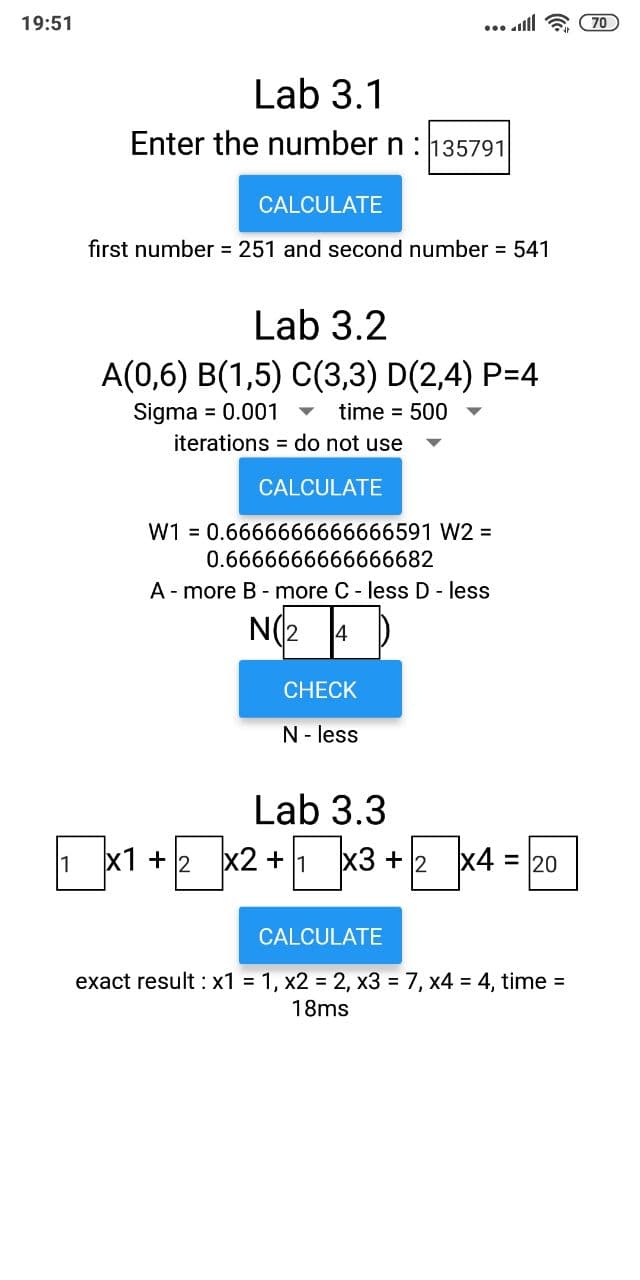 19:51
70
Lab 3.1
Enter the number n : 135791
CALCULATE
first number = 251 and second number = 541
Lab 3.2
A(0,6) B(1,5) C(3,3) D(2,4) P=4
Sigma = 0.001 time = 500
iterations = do not use
CALCULATE
W1 = 0.6666666666666591 W2 =
0.6666666666666682
A - more B - more C - less D - less
N(2 4 )
CHECK
N - less
Lab 3.3
1 x1 + 2 x2 + 1 x3 + 2 x4 = 20
CALCULATE
exact result : x1 = 1, x2 = 2, x3 = 7, x4 = 4, time =
18ms